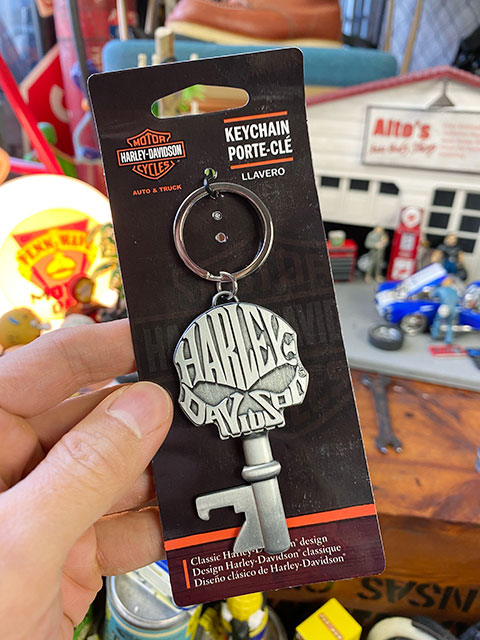 MOTOR
HARLEY-DAVIDSON
CYCLES
AUTO & TRUCK
KEYCHAIN
PORTE-CLÉ
LLAVERO
HARLEY
DAVIDSON
Classic Harley-Davidson® design
Design Harley-Davidson® classique
Diseño clásico de Harley-Davidson®
Alto's
PENN